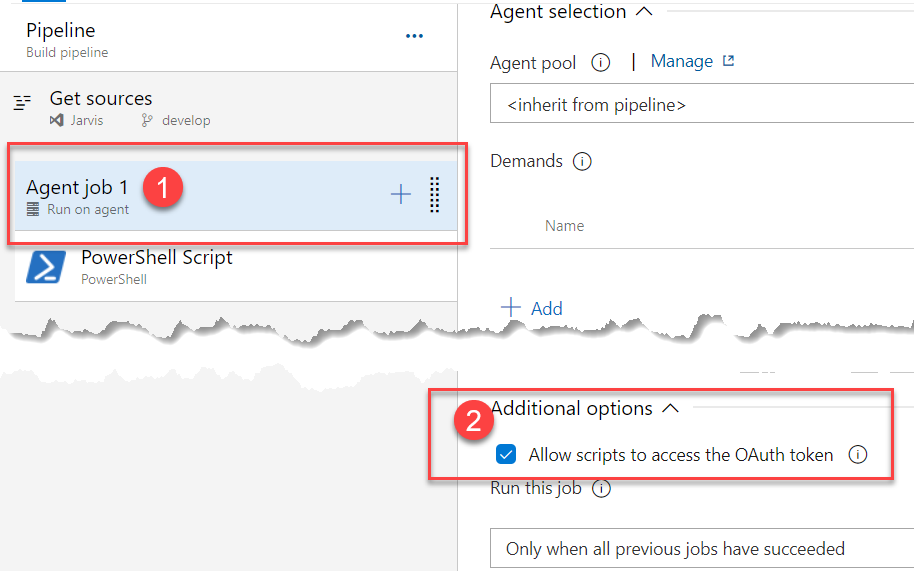 Pipeline
Build pipeline
Get sources
Jarvis develop
Agent job 1 1
Run on agent
PowerShell Script
PowerShell
Agent selection
Agent pool | Manage
<inherit from pipeline>
Demands
Name
Add
2 Additional options
Allow scripts to access the OAuth token
Run this job
Only when all previous jobs have succeeded